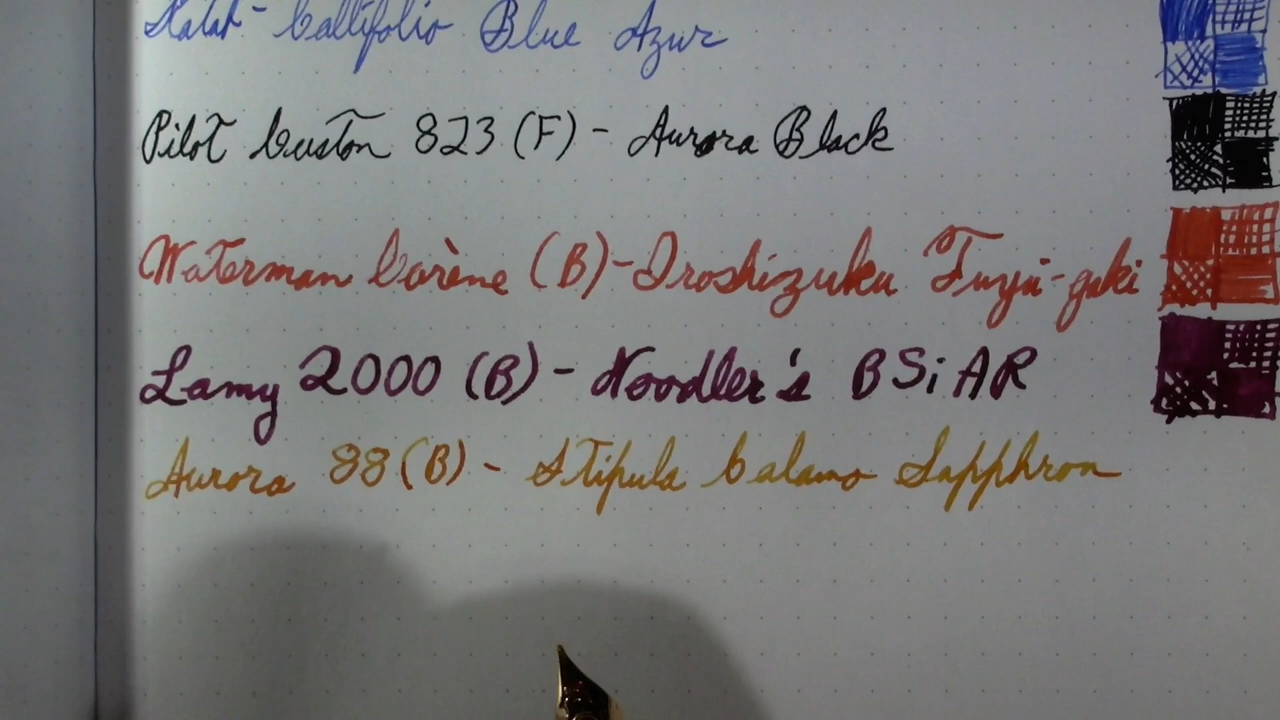 Callifolio Blue Azur
Pilot Custom 823 (F) - Aurora Black
Waterman Carène (B) - Iroshizuku Fuyu-gaki
Lamy 2000 (B) - Noodler's BSiAR
Aurora 88 (B) - Stipula Calamo Sapphron